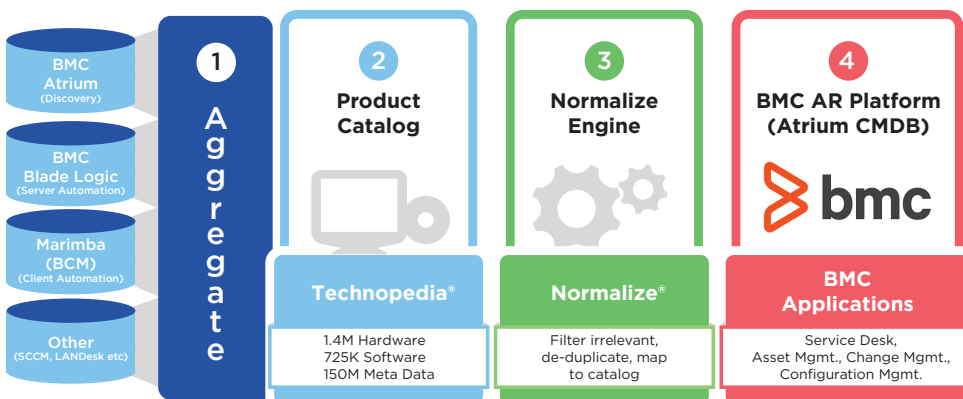 BMC
Atrium
(Discovery)
BMC
Blade Logic
(Server Automation)
Marimba
(BCM)
(Client Automation)
Other
(SCCM, LANDesk etc)
1
Aggregate
2
Product
Catalog
Technopedia®
1.4M Hardware
725K Software
150M Meta Data
3
Normalize
Engine
Normalize®
Filter irrelevant,
de-duplicate, map
to catalog
4
BMC AR Platform
(Atrium CMDB)
bmc
BMC
Applications
Service Desk,
Asset Mgmt., Change Mgmt.,
Configuration Mgmt.